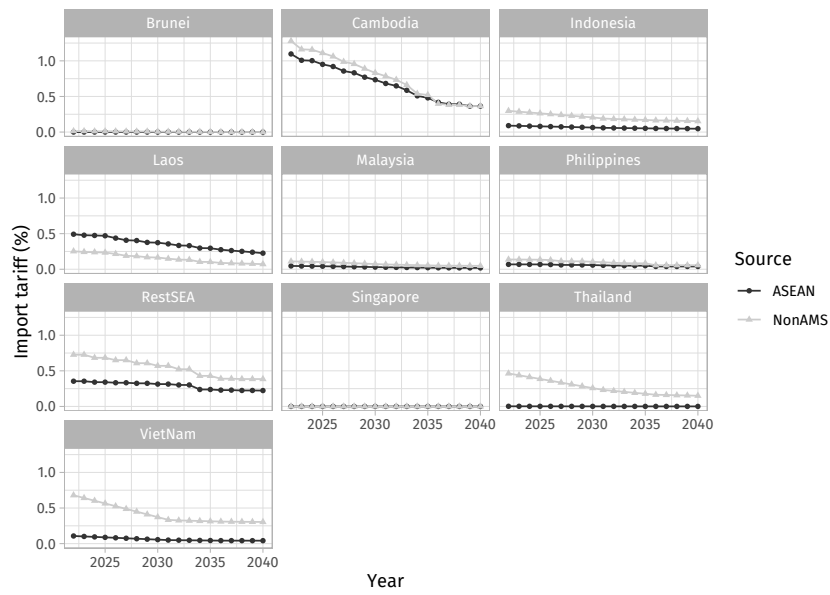 Brunei
Cambodia
Indonesia
1.0
0.5
0.0
Laos
Malaysia
Philippines
1.0
0.5
0.0
Import tariff (%)
Source
ASEAN
NonAMS
RestSEA
Singapore
Thailand
1.0
0.5
0.0
2025 2030 2035 2040
2025 2030 2035 2040
VietNam
1.0
0.5
0.0
2025 2030 2035 2040
Year